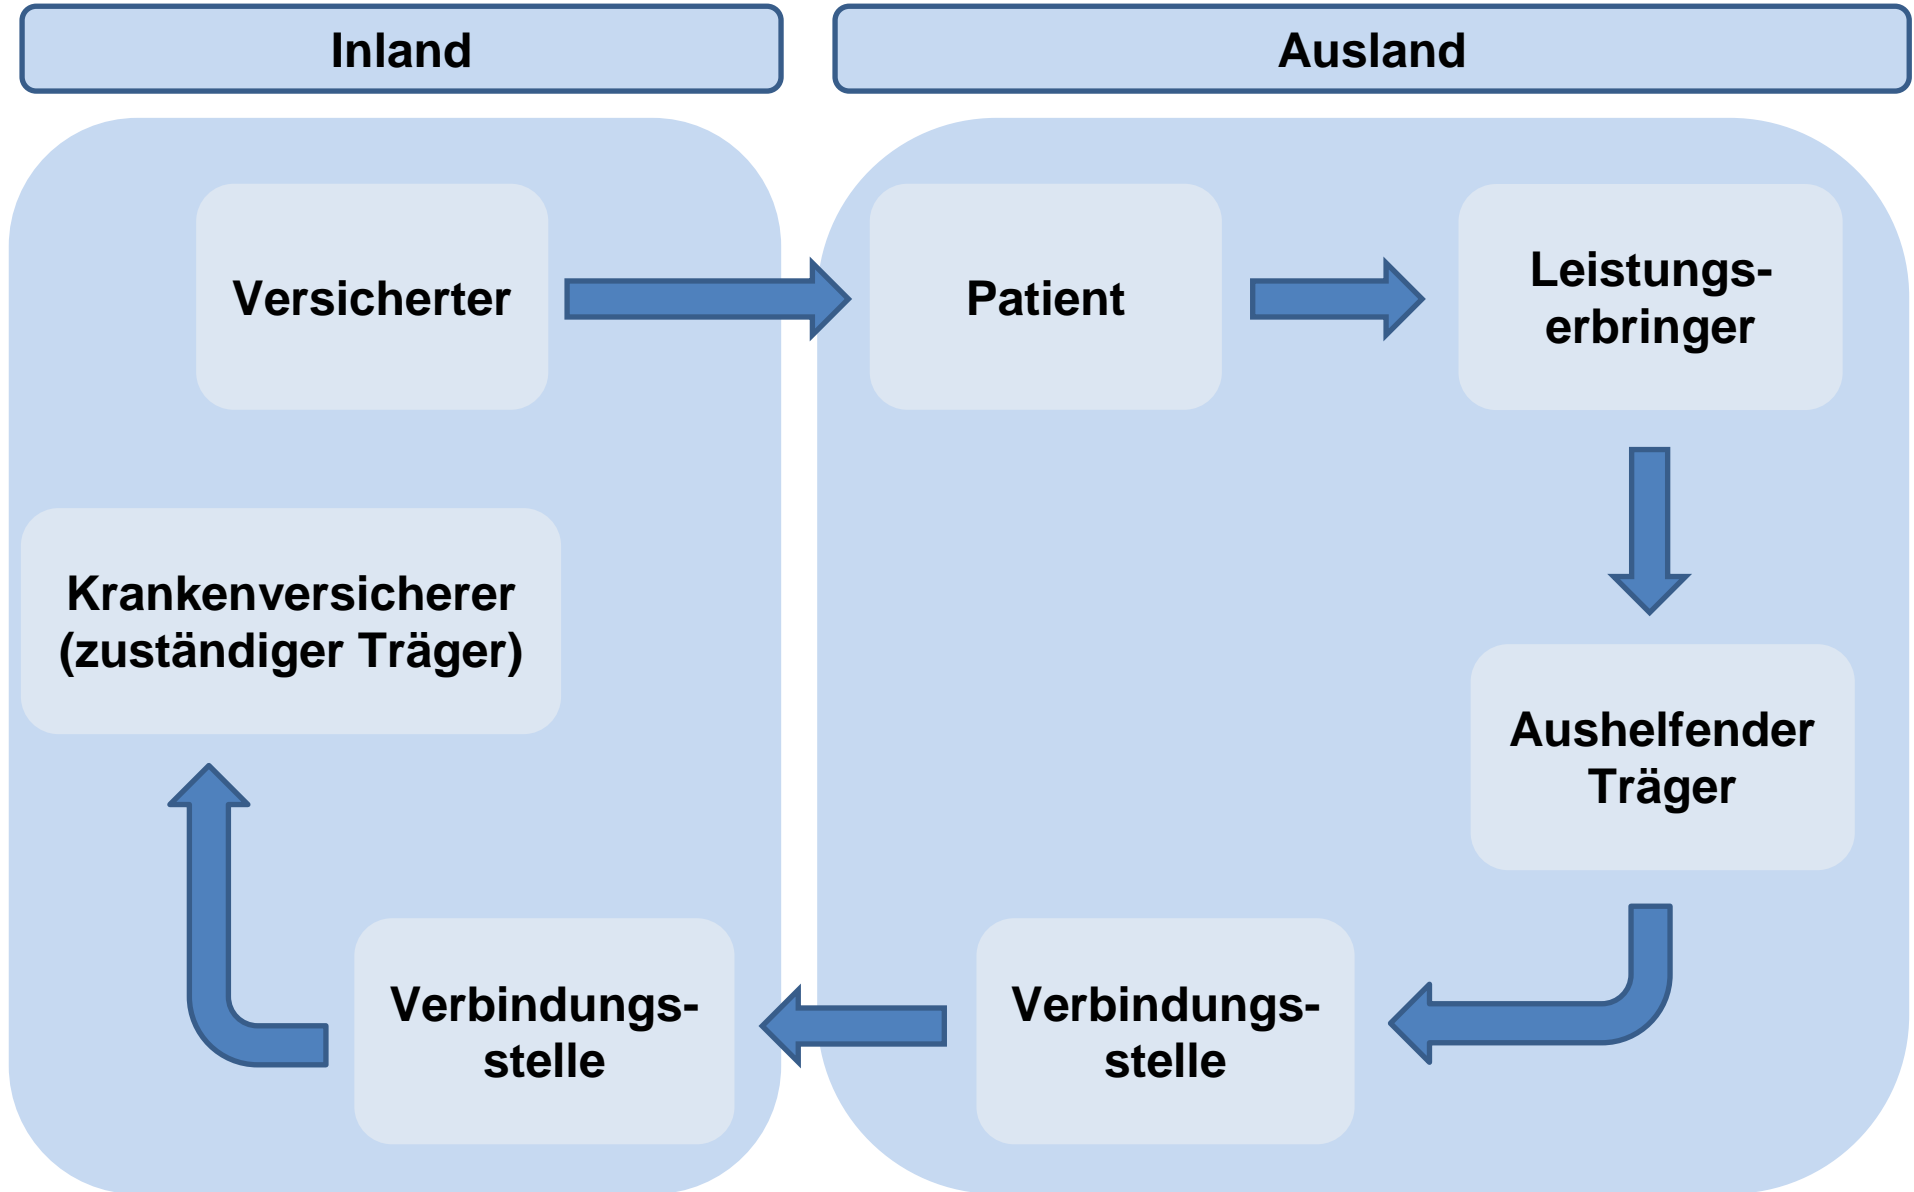 Inland
Ausland
Versicherter
Patient
Leistungs-
erbringer
Krankenversicherer
(zuständiger Träger)
Aushelfender
Träger
Verbindungs-
stelle
Verbindungs-
stelle